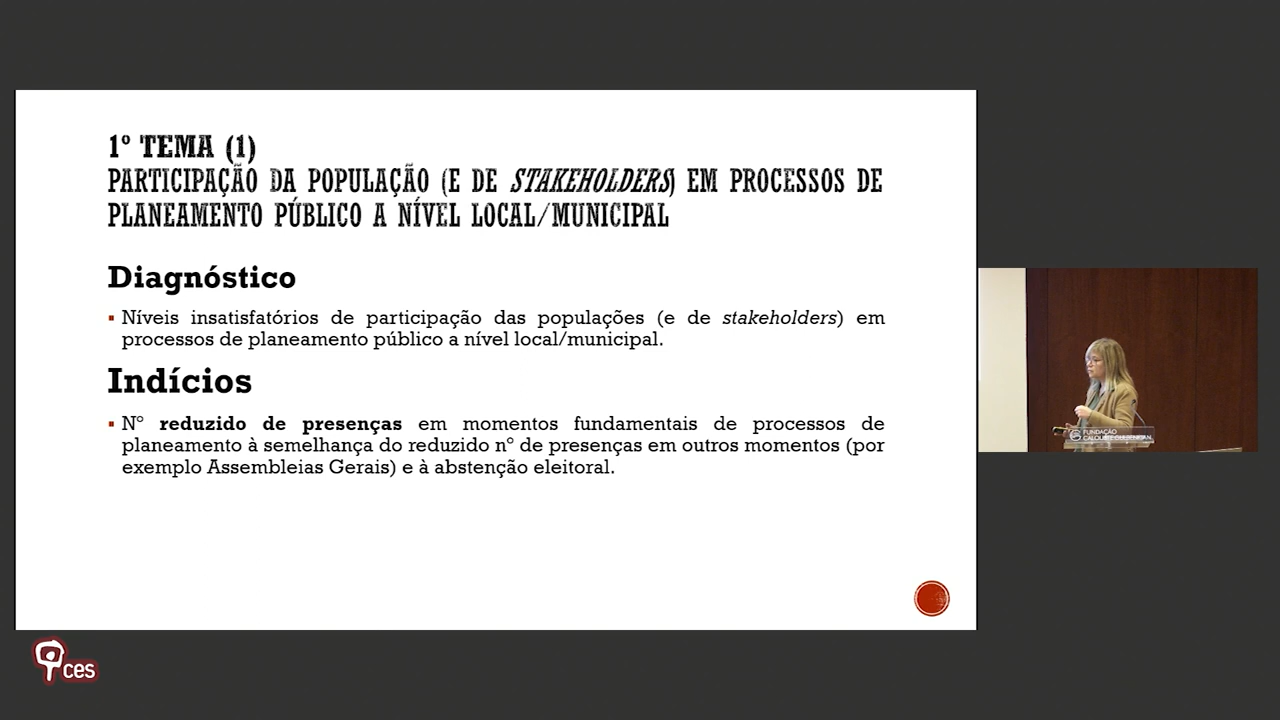 1º TEMA (1)
PARTICIPAÇÃO DA POPULAÇÃO (E DE STAKEHOLDERS) EM PROCESSOS DE
PLANEAMENTO PÚBLICO A NÍVEL LOCAL/MUNICIPAL
Diagnóstico
▪ Níveis insatisfatórios de participação das populações (e de stakeholders) em
processos de planeamento público a nível local/municipal.
Indícios
▪ Nº reduzido de presenças em momentos fundamentais de processos de
planeamento à semelhança do reduzido nº de presenças em outros momentos (por
exemplo Assembleias Gerais) e à abstenção eleitoral.
FUNDAÇÃO
CALOUSTE GULBENKIAN
ces